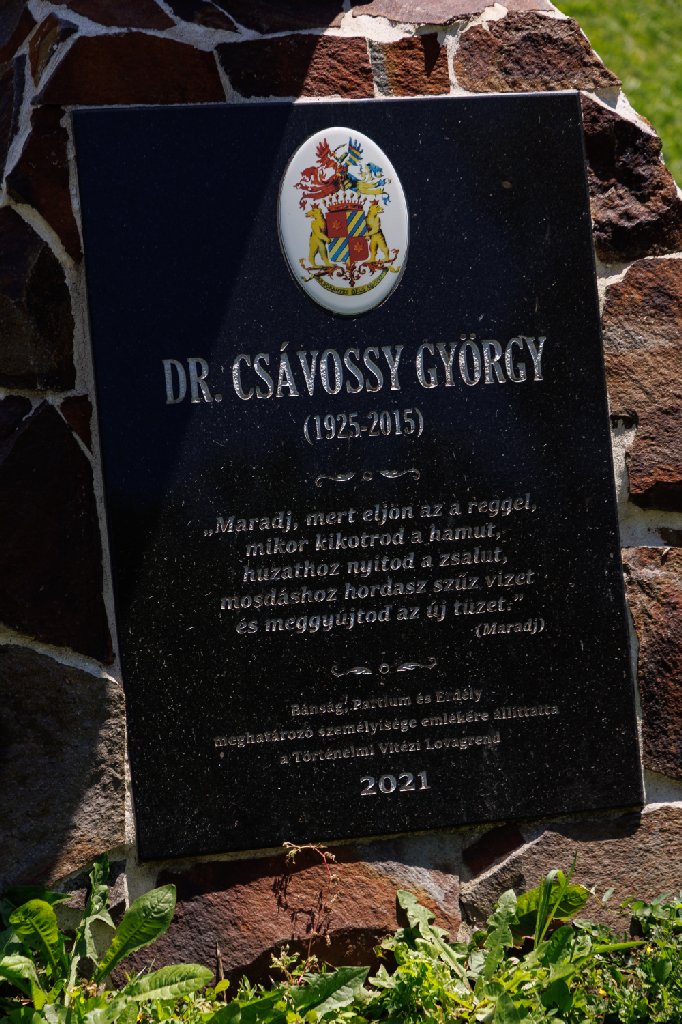 DR. CSÁVOSSY GYÖRGY
(1925-2015)
„Maradj, mert eljön az a reggel,
mikor kikotrod a hamut,
huzathoz nyitod a zsalut,
mosdáshoz hordasz szűz vizet
és meggyújtod az új tüzet.”
(Maradj)
Bánság, Partium és Erdély
meghatározó személyisége emlékére állíttatta
a Történelmi Vitézi Lovagrend
2021